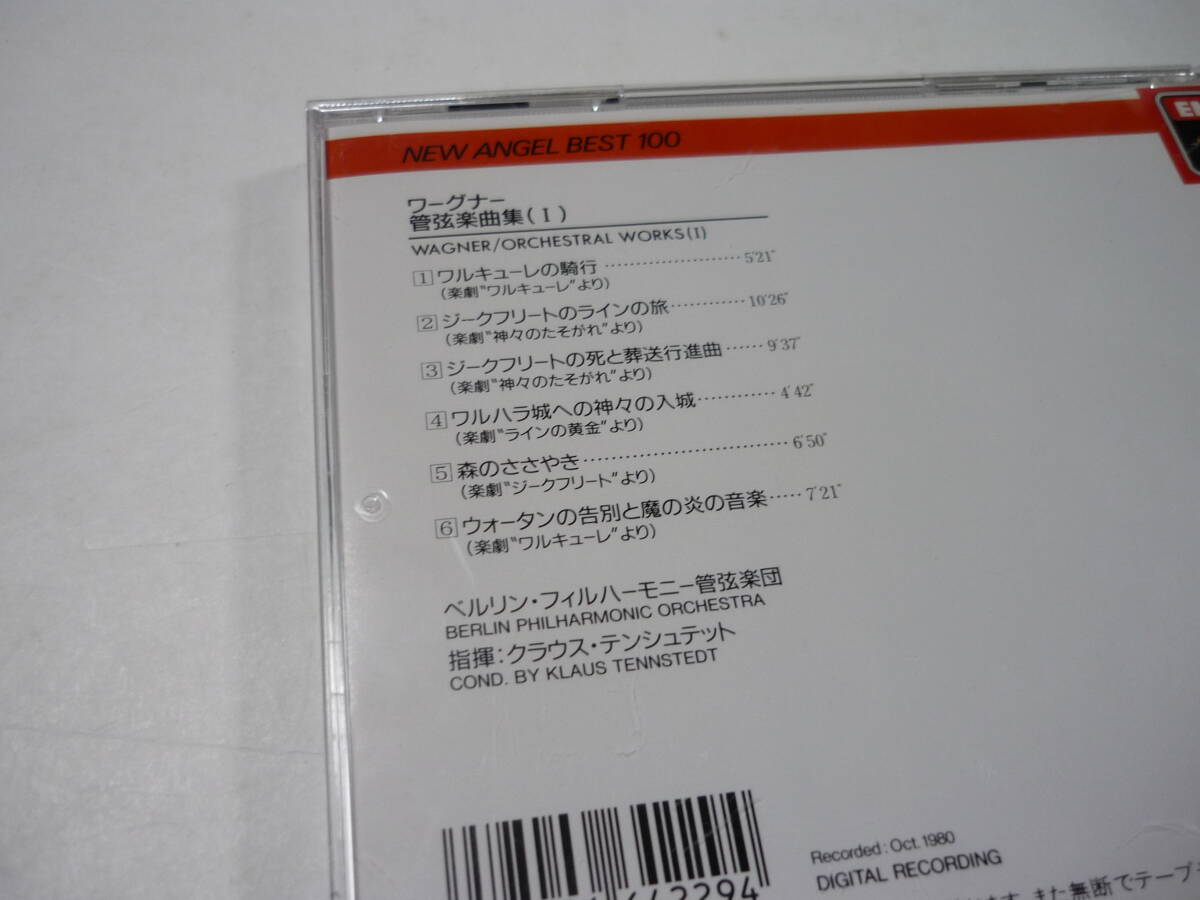 NEW ANGEL BEST 100
ワーグナー
管弦楽曲集(Ⅰ)
WAGNER/ORCHESTRAL WORKS(Ⅰ)
1 ワルキューレの騎行 ………………… 5'21"
(楽劇"ワルキューレ"より)
2 ジークフリートのラインの旅 ………… 10'26"
(楽劇"神々のたそがれ"より)
3 ジークフリートの死と葬送行進曲 …… 9'37"
(楽劇"神々のたそがれ"より)
4 ワルハラ城への神々の入城 ………… 4'42"
(楽劇"ラインの黄金"より)
5 森のささやき ………………………… 6'50"
(楽劇"ジークフリート"より)
6 ウォータンの告別と魔の炎の音楽 …… 7'21"
(楽劇"ワルキューレ"より)
ベルリン・フィルハーモニー管弦楽団
BERLIN PHILHARMONIC ORCHESTRA
指揮:クラウス・テンシュテット
COND. BY KLAUS TENNSTEDT
Recorded: Oct. 1980
DIGITAL RECORDING
また無断でテープ